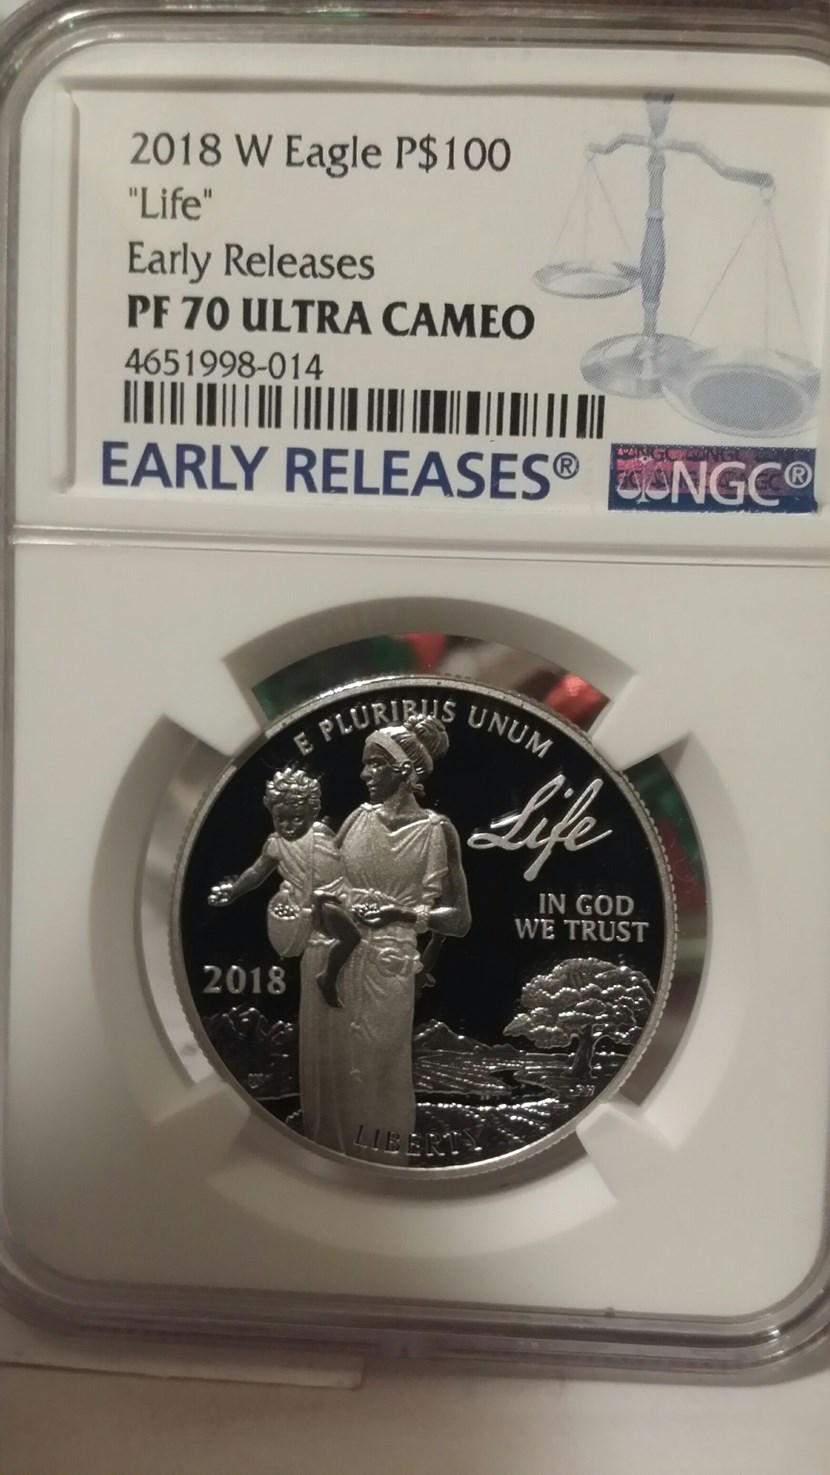 2018 W Eagle P$100
"Life"
Early Releases
PF 70 ULTRA CAMEO
4651998-014
EARLY RELEASES®
NGC®
E PLURIBUS UNUM
Life
IN GOD
WE TRUST
2018
LIBERTY